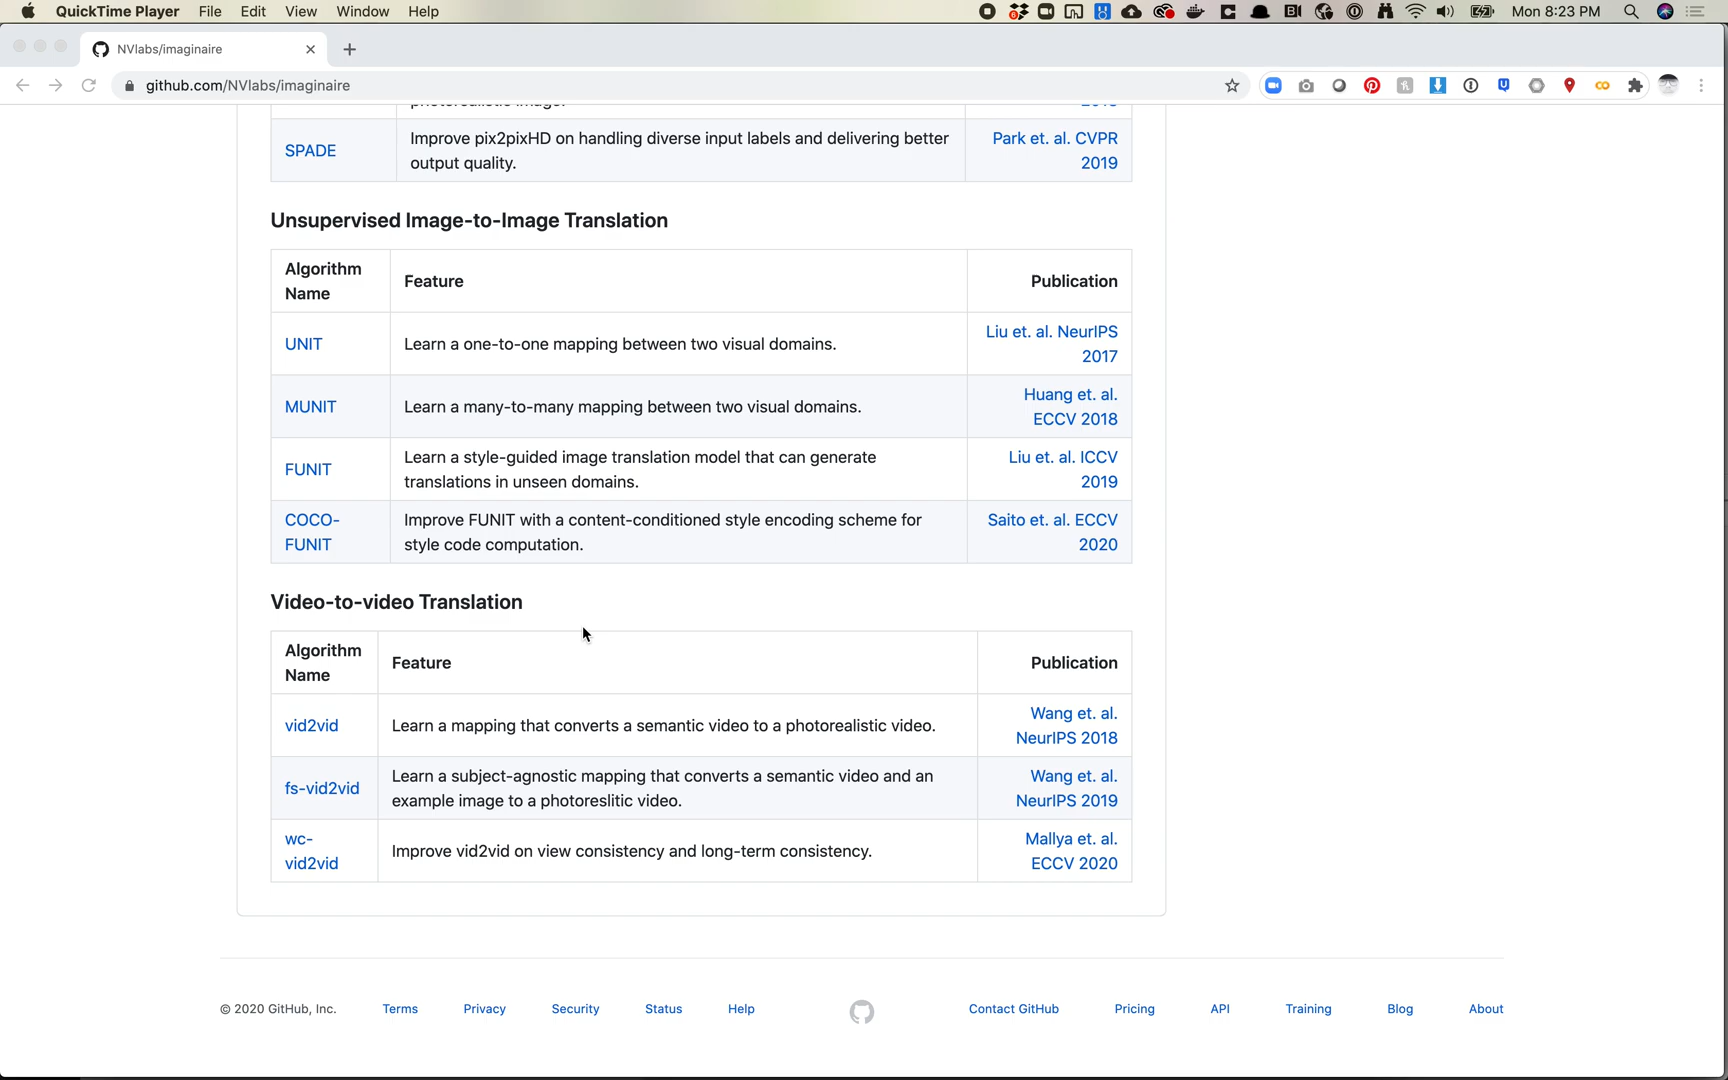 QuickTime Player File Edit View Window Help Mon 8:23 PM
NVlabs/imaginaire
github.com/NVlabs/imaginaire
SPADE
Improve pix2pixHD on handling diverse input labels and delivering better
output quality.
Park et. al. CVPR
2019
Unsupervised Image-to-Image Translation
Algorithm
Name
Feature
Publication
UNIT
Learn a one-to-one mapping between two visual domains.
Liu et. al. NeurIPS
2017
MUNIT
Learn a many-to-many mapping between two visual domains.
Huang et. al.
ECCV 2018
FUNIT
Learn a style-guided image translation model that can generate
translations in unseen domains.
Liu et. al. ICCV
2019
COCO-
FUNIT
Improve FUNIT with a content-conditioned style encoding scheme for
style code computation.
Saito et. al. ECCV
2020
Video-to-video Translation
Algorithm
Name
Feature
Publication
vid2vid
Learn a mapping that converts a semantic video to a photorealistic video.
Wang et. al.
NeurIPS 2018
fs-vid2vid
Learn a subject-agnostic mapping that converts a semantic video and an
example image to a photoreslitic video.
Wang et. al.
NeurIPS 2019
wc-
vid2vid
Improve vid2vid on view consistency and long-term consistency.
Mallya et. al.
ECCV 2020
© 2020 GitHub, Inc. Terms Privacy Security Status Help Contact GitHub Pricing API Training Blog About